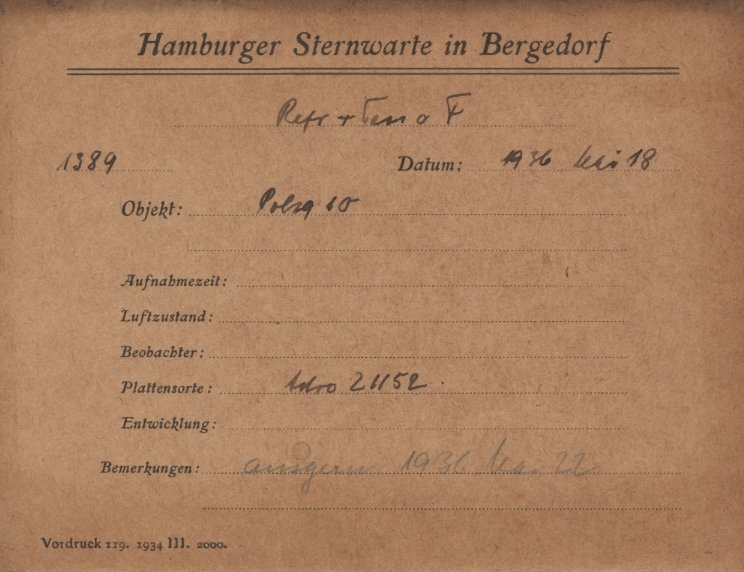 Hamburger Sternwarte in Bergedorf
Refr + Tess o F
1389 Datum: 1936 Mai 18
Objekt: Polsq 10
Aufnahmezeit:
Luftzustand:
Beobachter:
Plattensorte: Astro 21152
Entwicklung:
Bemerkungen: ausgem 1936 Mai 22
Vordruck 119. 1934 III. 2000.